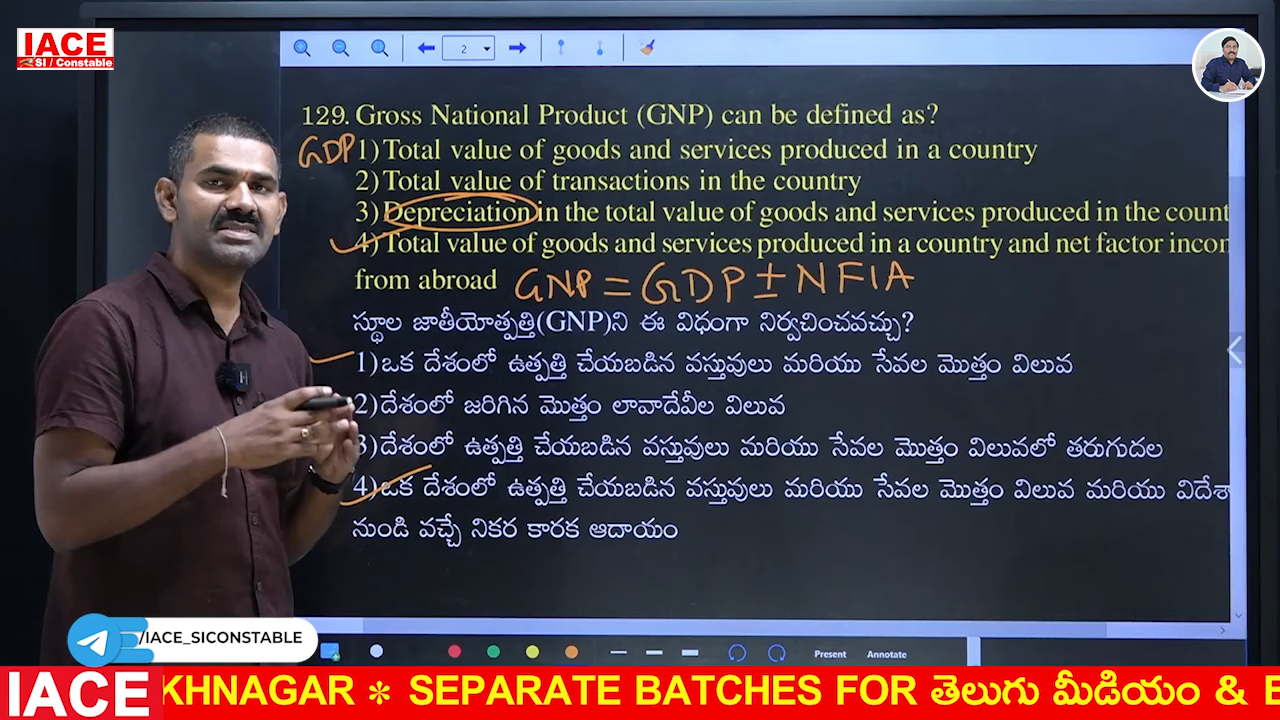 IACE
SI / Constable
2
129. Gross National Product (GNP) can be defined as?
GDP 1) Total value of goods and services produced in a country
2) Total value of transactions in the country
3) Depreciation in the total value of goods and services produced in the count
4) Total value of goods and services produced in a country and net factor incom
from abroad GNP = GDP ± NFIA
స్థూల జాతీయోత్పత్తి(GNP)ని ఈ విధంగా నిర్వచించవచ్చు?
1) ఒక దేశంలో ఉత్పత్తి చేయబడిన వస్తువులు మరియు సేవల మొత్తం విలువ
2) దేశంలో జరిగిన మొత్తం లావాదేవీల విలువ
3) దేశంలో ఉత్పత్తి చేయబడిన వస్తువులు మరియు సేవల మొత్తం విలువలో తరుగుదల
4) ఒక దేశంలో ఉత్పత్తి చేయబడిన వస్తువులు మరియు సేవల మొత్తం విలువ మరియు విదేశా
నుండి వచ్చే నికర కారక ఆదాయం
/IACE_SICONSTABLE
Present Annotate
IACE KHNAGAR * SEPARATE BATCHES FOR తెలుగు మీడియం & E